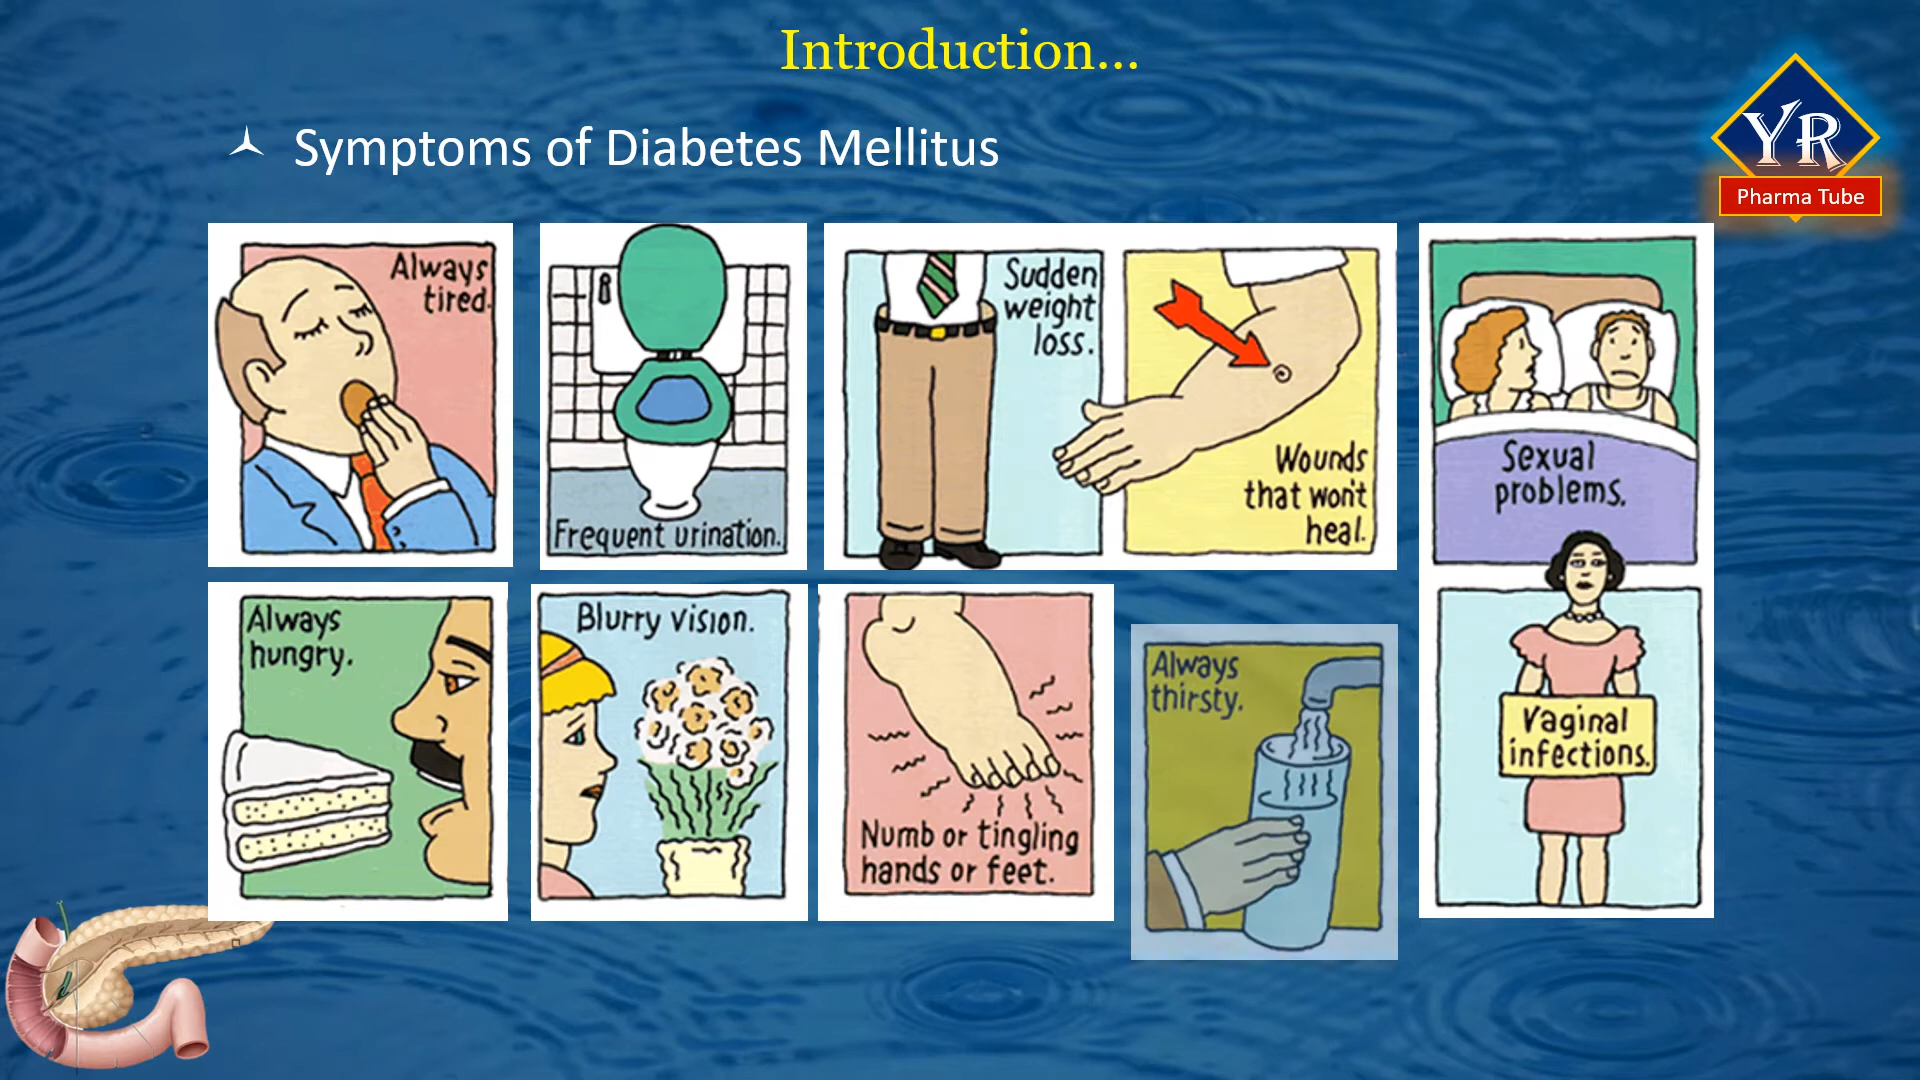 Introduction...
Symptoms of Diabetes Mellitus
YR
Pharma Tube
Always
tired.
Frequent urination.
Sudden
weight
loss.
Wounds
that won't
heal.
Sexual
problems.
Always
hungry.
Blurry vision.
Numb or tingling
hands or feet.
Always
thirsty.
Vaginal
infections.